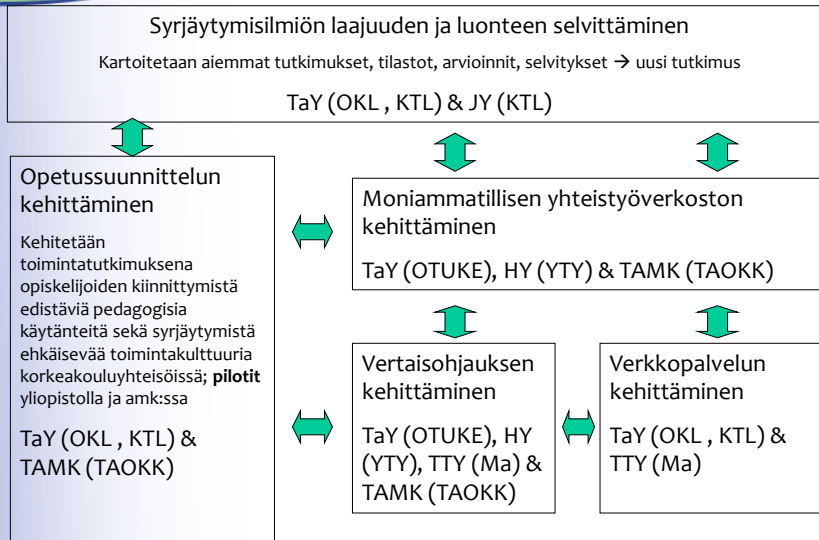 Syrjäytymisilmiön laajuuden ja luonteen selvittäminen
Kartoitetaan aiemmat tutkimukset, tilastot, arvioinnit, selvitykset → uusi tutkimus
TaY (OKL , KTL) & JY (KTL)
Opetussuunnittelun
kehittäminen
Kehitetään
toimintatutkimuksena
opiskelijoiden kiinnittymistä
edistäviä pedagogisia
käytänteitä sekä syrjäytymistä
ehkäisevää toimintakulttuuria
korkeakouluyhteisöissä; pilotit
yliopistolla ja amk:ssa
TaY (OKL , KTL) &
TAMK (TAOKK)
Moniammatillisen yhteistyöverkoston
kehittäminen
TaY (OTUKE), HY (YTY) & TAMK (TAOKK)
Vertaisohjauksen
kehittäminen
TaY (OTUKE), HY
(YTY), TTY (Ma) &
TAMK (TAOKK)
Verkkopalvelun
kehittäminen
TaY (OKL , KTL) &
TTY (Ma)